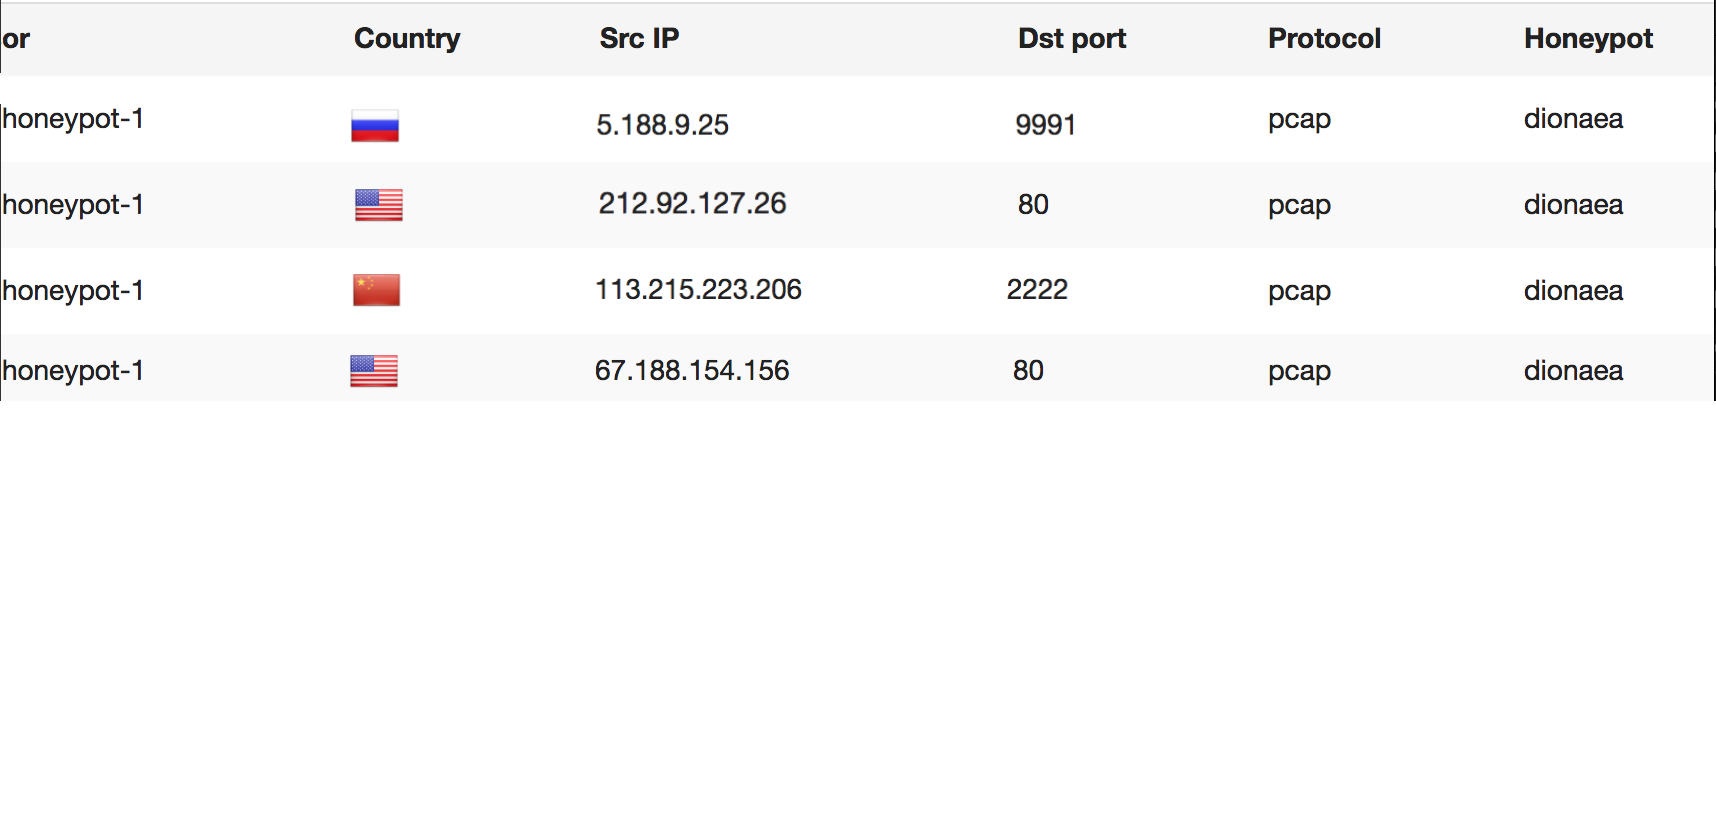 or Country Src IP Dst port Protocol Honeypot
honeypot-1 5.188.9.25 9991 pcap dionaea
honeypot-1 212.92.127.26 80 pcap dionaea
honeypot-1 113.215.223.206 2222 pcap dionaea
honeypot-1 67.188.154.156 80 pcap dionaea